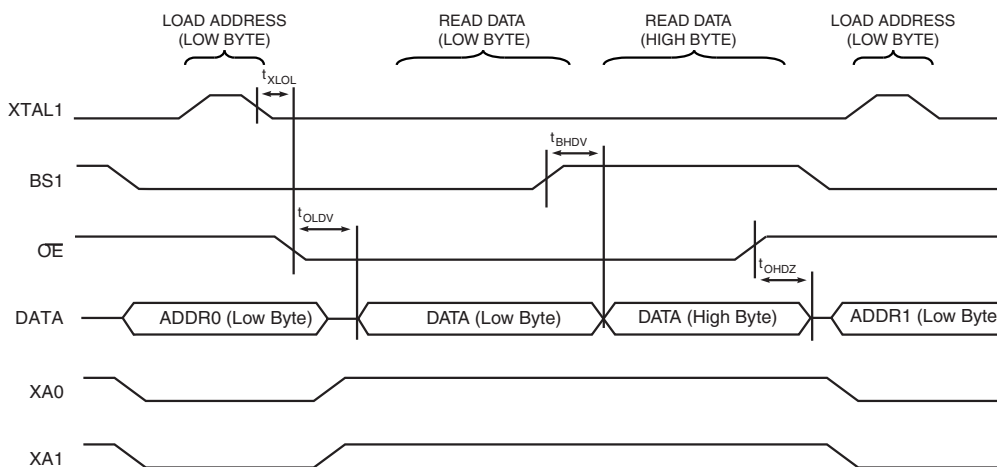 LOAD ADDRESS
(LOW BYTE)
READ DATA
(LOW BYTE)
READ DATA
(HIGH BYTE)
LOAD ADDRESS
(LOW BYTE)
tXLOL
XTAL1
tBHDV
BS1
tOLDV
OE
tOHDZ
DATA
ADDR0 (Low Byte)
DATA (Low Byte)
DATA (High Byte)
ADDR1 (Low Byte
XA0
XA1